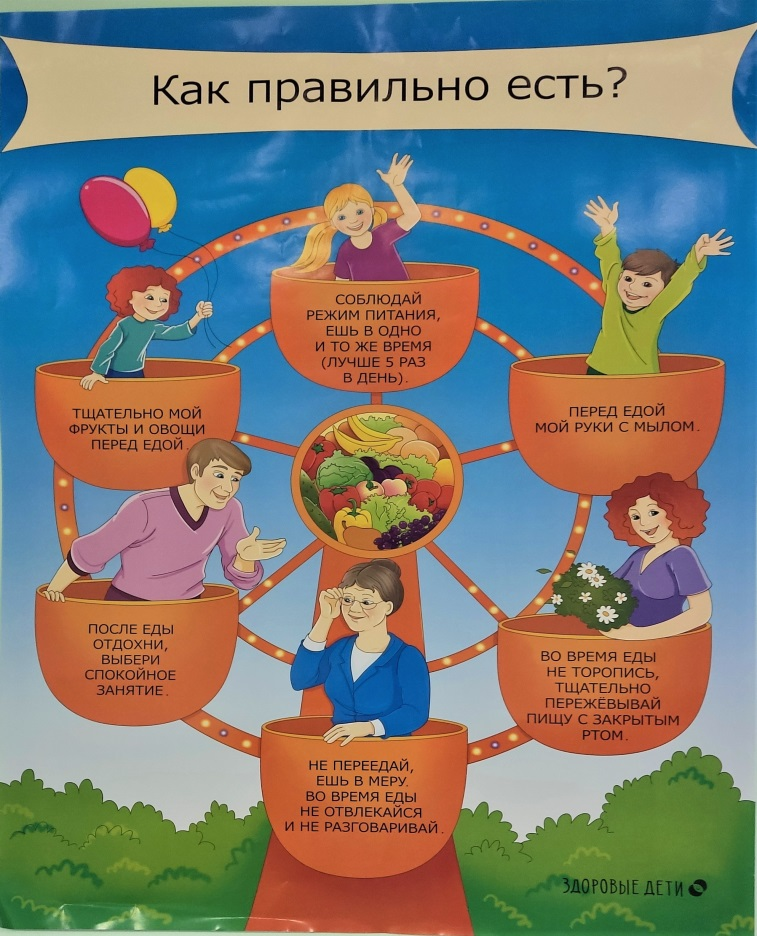 Как правильно есть?
СОБЛЮДАЙ
РЕЖИМ ПИТАНИЯ,
ЕШЬ В ОДНО
И ТО ЖЕ ВРЕМЯ
(ЛУЧШЕ 5 РАЗ
В ДЕНЬ).
ПЕРЕД ЕДОЙ
МОЙ РУКИ С МЫЛОМ.
ТЩАТЕЛЬНО МОЙ
ФРУКТЫ И ОВОЩИ
ПЕРЕД ЕДОЙ
ВО ВРЕМЯ ЕДЫ
НЕ ТОРОПИСЬ,
ТЩАТЕЛЬНО
ПЕРЕЖЁВЫВАЙ
ПИЩУ С ЗАКРЫТЫМ
РТОМ.
ПОСЛЕ ЕДЫ
ОТДОХНИ,
ВЫБЕРИ
СПОКОЙНОЕ
ЗАНЯТИЕ.
НЕ ПЕРЕЕДАЙ,
ЕШЬ В МЕРУ.
ВО ВРЕМЯ ЕДЫ
НЕ ОТВЛЕКАЙСЯ
И НЕ РАЗГОВАРИВАЙ.
ЗДОРОВЫЕ ДЕТИ